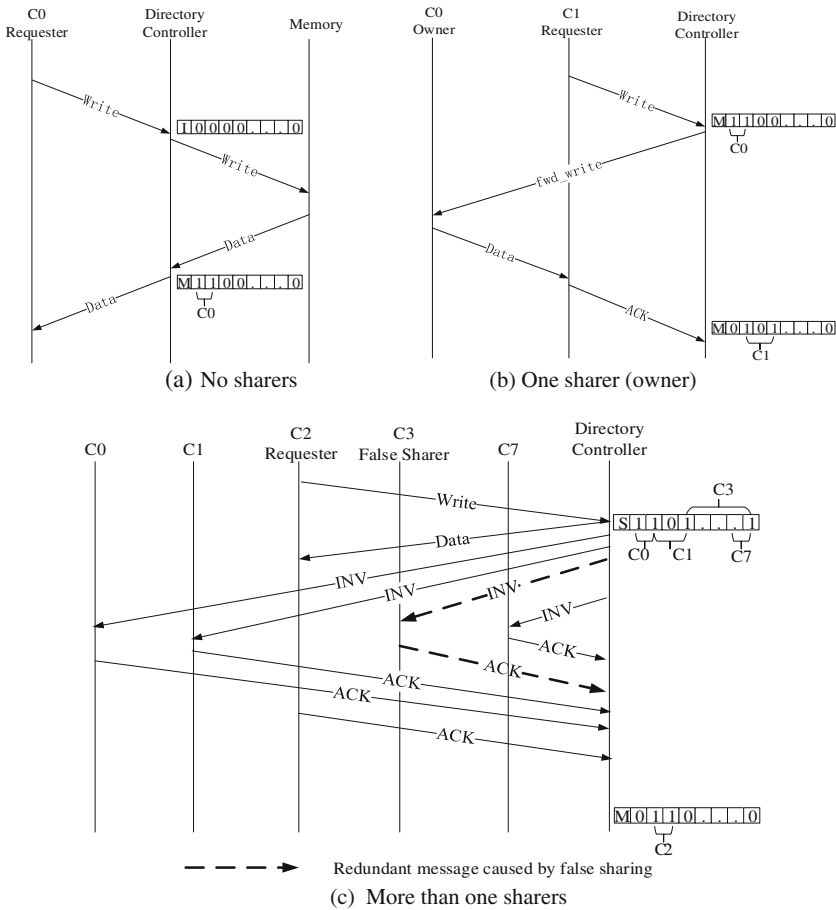 C0
Requester
Directory
Controller
Memory
Write
I 0 0 0 0 . . . 0
Write
Data
M 1 1 0 0 . . . 0
C0
Data
(a) No sharers
C0
Owner
C1
Requester
Directory
Controller
Write
M 1 1 0 0 . . . 0
C0
fwd_write
Data
ACK
M 0 1 0 1 . . . 0
C1
(b) One sharer (owner)
C0
C1
C2
Requester
C3
False Sharer
C7
Directory
Controller
C3
Write
S 1 1 0 1 . . . 1
Data
C0
C1
C7
INV
INV
INV
INV
ACK
ACK
ACK
ACK
ACK
M 0 1 1 0 . . . 0
C2
Redundant message caused by false sharing
(c) More than one sharers